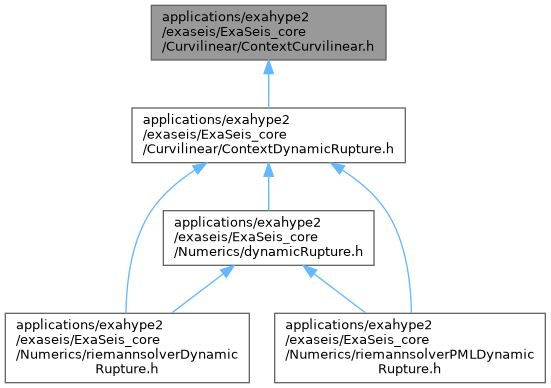 applications/exahype2
/exaseis/ExaSeis_core
/Curvilinear/ContextCurvilinear.h
applications/exahype2
/exaseis/ExaSeis_core
/Curvilinear/ContextDynamicRupture.h
applications/exahype2
/exaseis/ExaSeis_core
/Numerics/dynamicRupture.h
applications/exahype2
/exaseis/ExaSeis_core
/Numerics/riemannsolverDynamic
Rupture.h
applications/exahype2
/exaseis/ExaSeis_core
/Numerics/riemannsolverPMLDynamic
Rupture.h